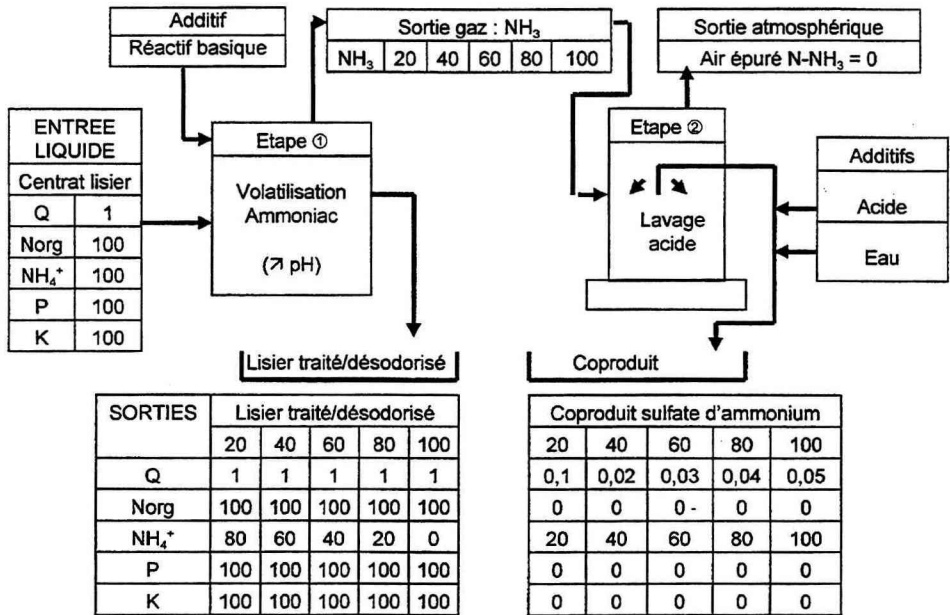 Additif
Réactif basique
Sortie gaz : NH₃
NH₃ 20 40 60 80 100
Sortie atmosphérique
Air épuré N-NH₃ = 0
ENTREE
LIQUIDE
Centrat lisier
Q 1
Norg 100
NH₄⁺ 100
P 100
K 100
Etape ①
Volatilisation
Ammoniac
(↗ pH)
Etape ②
Lavage
acide
Additifs
Acide
Eau
Lisier traité/désodorisé
Coproduit
SORTIES Lisier traité/désodorisé
20 40 60 80 100
Q 1 1 1 1 1
Norg 100 100 100 100 100
NH₄⁺ 80 60 40 20 0
P 100 100 100 100 100
K 100 100 100 100 100
Coproduit sulfate d'ammonium
20 40 60 80 100
0,1 0,02 0,03 0,04 0,05
0 0 0 - 0 0
20 40 60 80 100
0 0 0 0 0
0 0 0 0 0